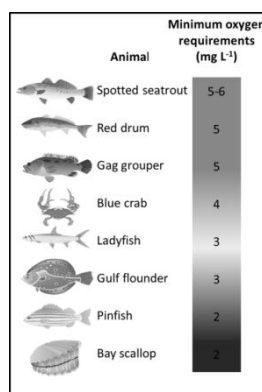 Minimum oxygen
requirements
Animal (mg L⁻¹)
Spotted seatrout 5-6
Red drum 5
Gag grouper 5
Blue crab 4
Ladyfish 3
Gulf flounder 3
Pinfish 2
Bay scallop 2